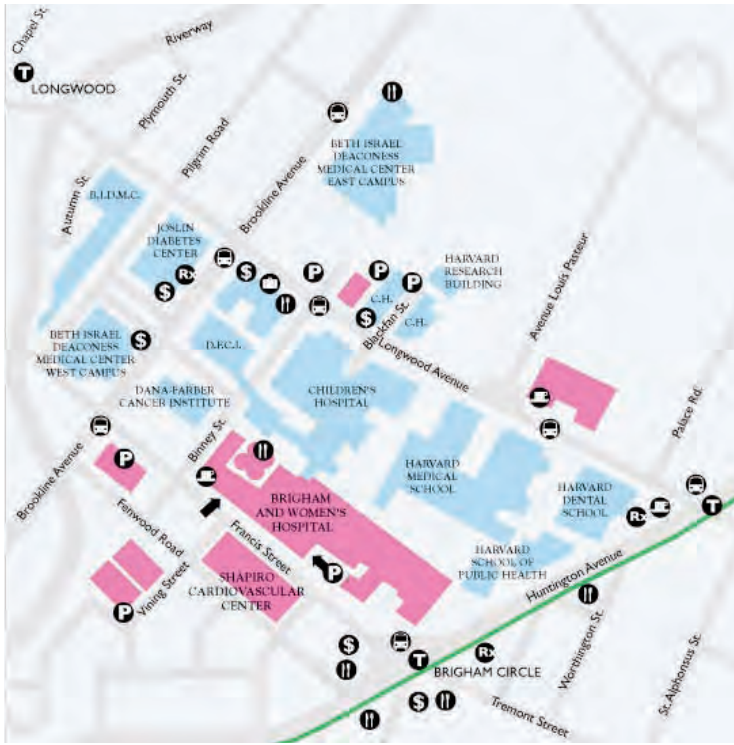 Chapel St.
Riverway
T
LONGWOOD
Plymouth St.
Pilgrim Road
Brookline Avenue
BETH ISRAEL
DEACONESS
MEDICAL CENTER
EAST CAMPUS
Autumn St.
B.I.D.M.C.
JOSLIN
DIABETES
CENTER
Rx
$
$
P
P
P
HARVARD
RESEARCH
BUILDING
Avenue Louis Pasteur
C.H.
C.H.
$
Blackfan St.
Longwood Avenue
BETH ISRAEL
DEACONESS
MEDICAL CENTER
WEST CAMPUS
$
D.F.C.I.
DANA-FARBER
CANCER INSTITUTE
CHILDREN'S
HOSPITAL
Palace Rd.
Brookline Avenue
P
Binney St.
HARVARD
MEDICAL
SCHOOL
HARVARD
DENTAL
SCHOOL
Rx
T
BRIGHAM
AND WOMEN'S
HOSPITAL
Fenwood Road
Francis Street
HARVARD
SCHOOL OF
PUBLIC HEALTH
Huntington Avenue
Vining Street
P
SHAPIRO
CARDIOVASCULAR
CENTER
P
$
T
Rx
BRIGHAM CIRCLE
Worthington St.
St. Alphonsus St.
$
Tremont Street